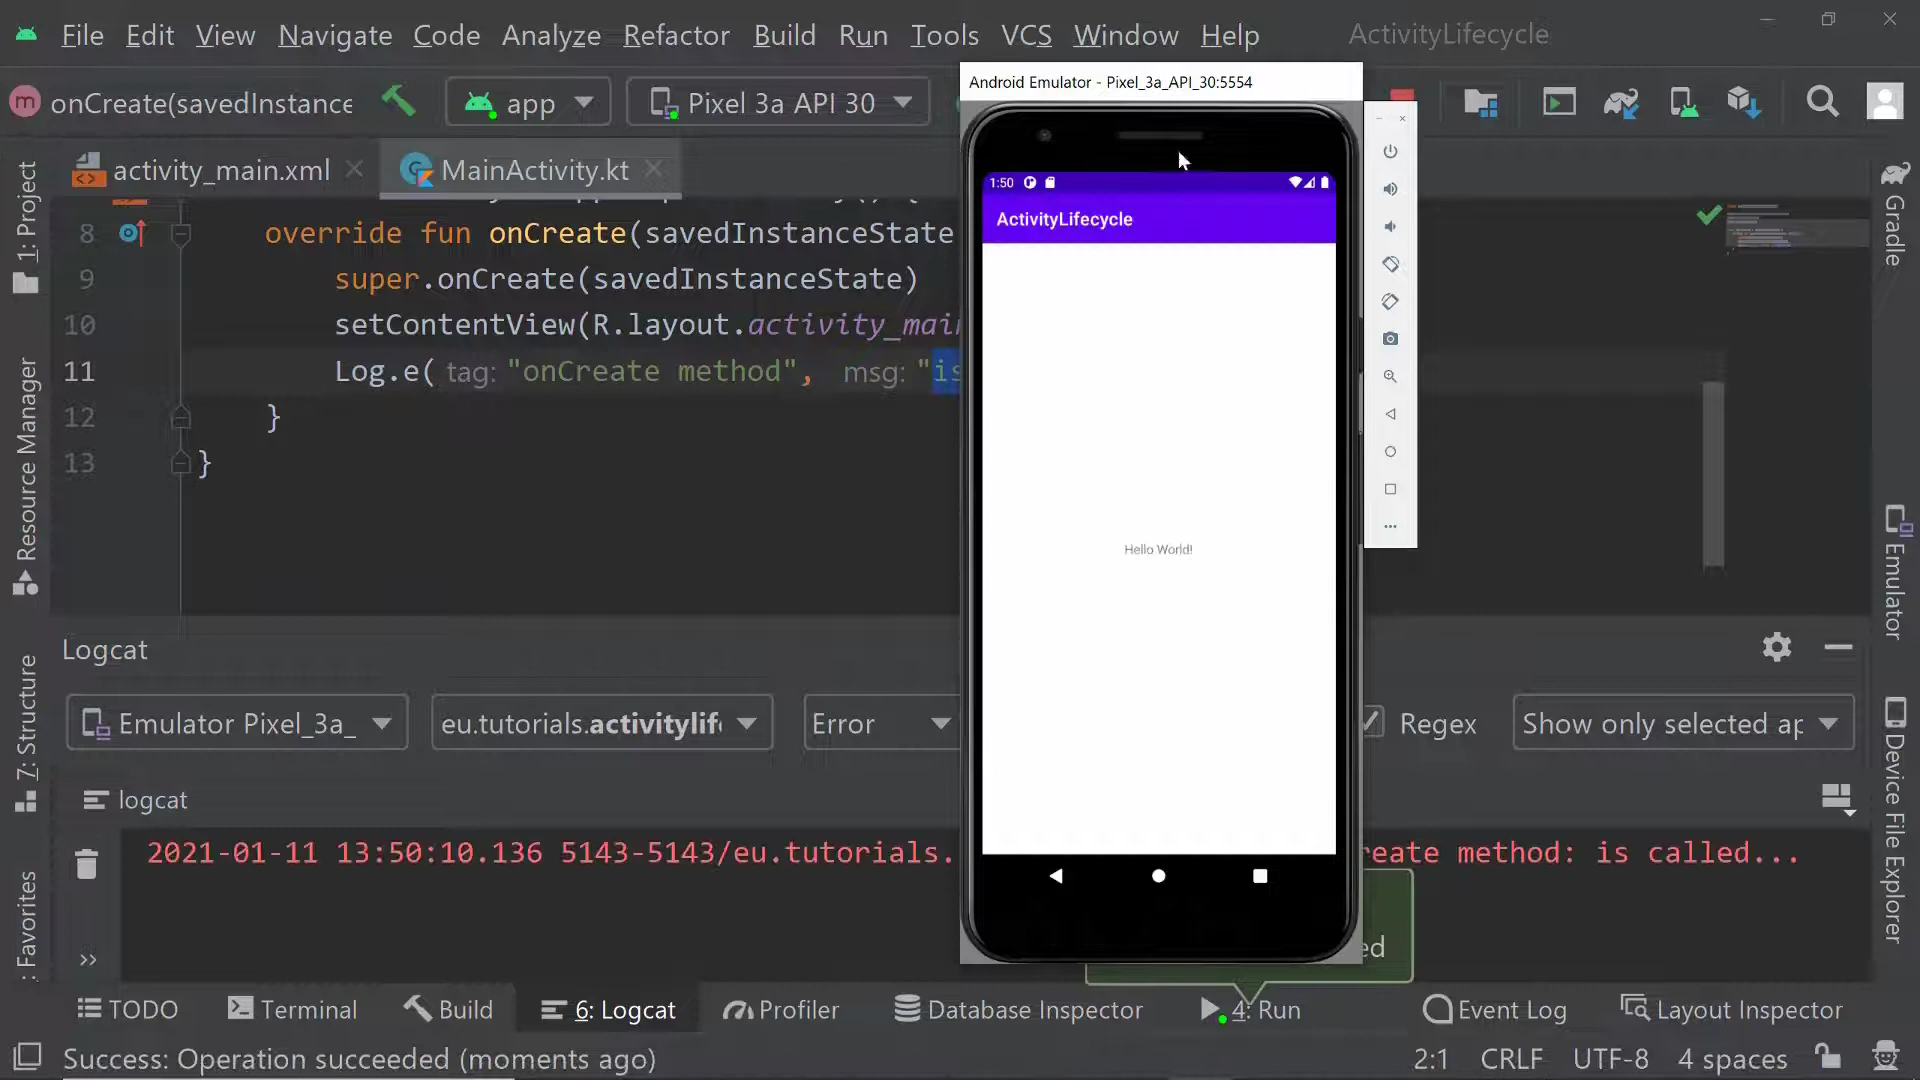 File Edit View Navigate Code Analyze Refactor Build Run Tools VCS Window Help ActivityLifecycle
Android Emulator - Pixel_3a_API_30:5554
m onCreate(savedInstance app Pixel 3a API 30
activity_main.xml MainActivity.kt
8 override fun onCreate(savedInstanceState
9 super.onCreate(savedInstanceState)
10 setContentView(R.layout.activity_main
11 Log.e( tag: "onCreate method", msg: "is
12 }
13 }
1:50
ActivityLifecycle
Hello World!
1: Project
Resource Manager
7: Structure
Favorites
Gradle
Emulator
Device File Explorer
Logcat
Emulator Pixel_3a_ eu.tutorials.activitylif Error Regex Show only selected ap
logcat
2021-01-11 13:50:10.136 5143-5143/eu.tutorials. reate method: is called...
ed
TODO Terminal Build 6: Logcat Profiler Database Inspector 4: Run Event Log Layout Inspector
Success: Operation succeeded (moments ago) 2:1 CRLF UTF-8 4 spaces